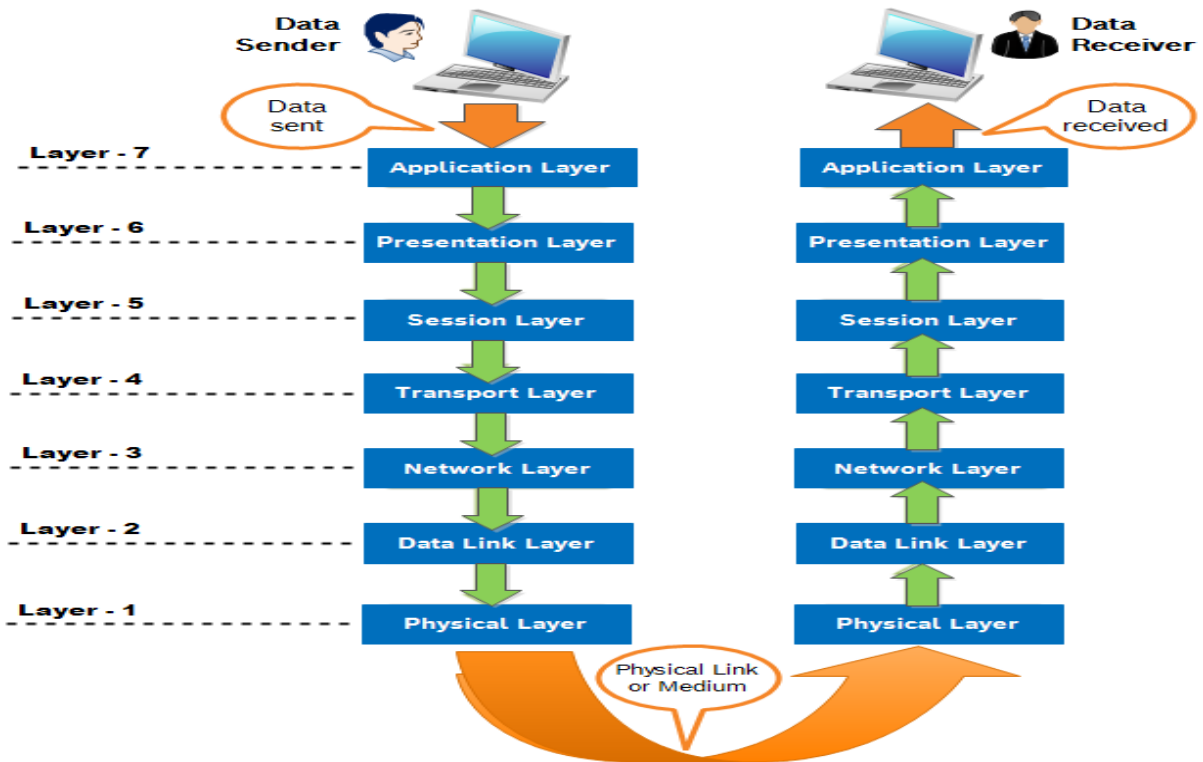 Data
Sender
Data
Receiver
Data
sent
Data
received
Layer - 7
Application Layer
Application Layer
Layer - 6
Presentation Layer
Presentation Layer
Layer - 5
Session Layer
Session Layer
Layer - 4
Transport Layer
Transport Layer
Layer - 3
Network Layer
Network Layer
Layer - 2
Data Link Layer
Data Link Layer
Layer - 1
Physical Layer
Physical Layer
Physical Link
or Medium